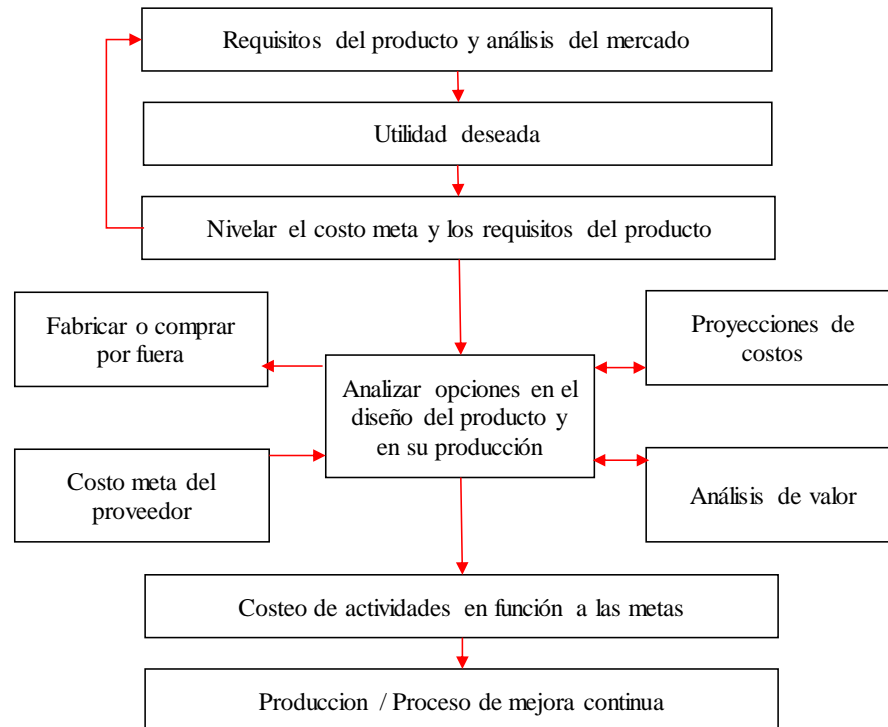 Requisitos del producto y análisis del mercado
Utilidad deseada
Nivelar el costo meta y los requisitos del producto
Fabricar o comprar
por fuera
Proyecciones de
costos
Analizar opciones en el
diseño del producto y
en su producción
Costo meta del
proveedor
Análisis de valor
Costeo de actividades en función a las metas
Produccion / Proceso de mejora continua